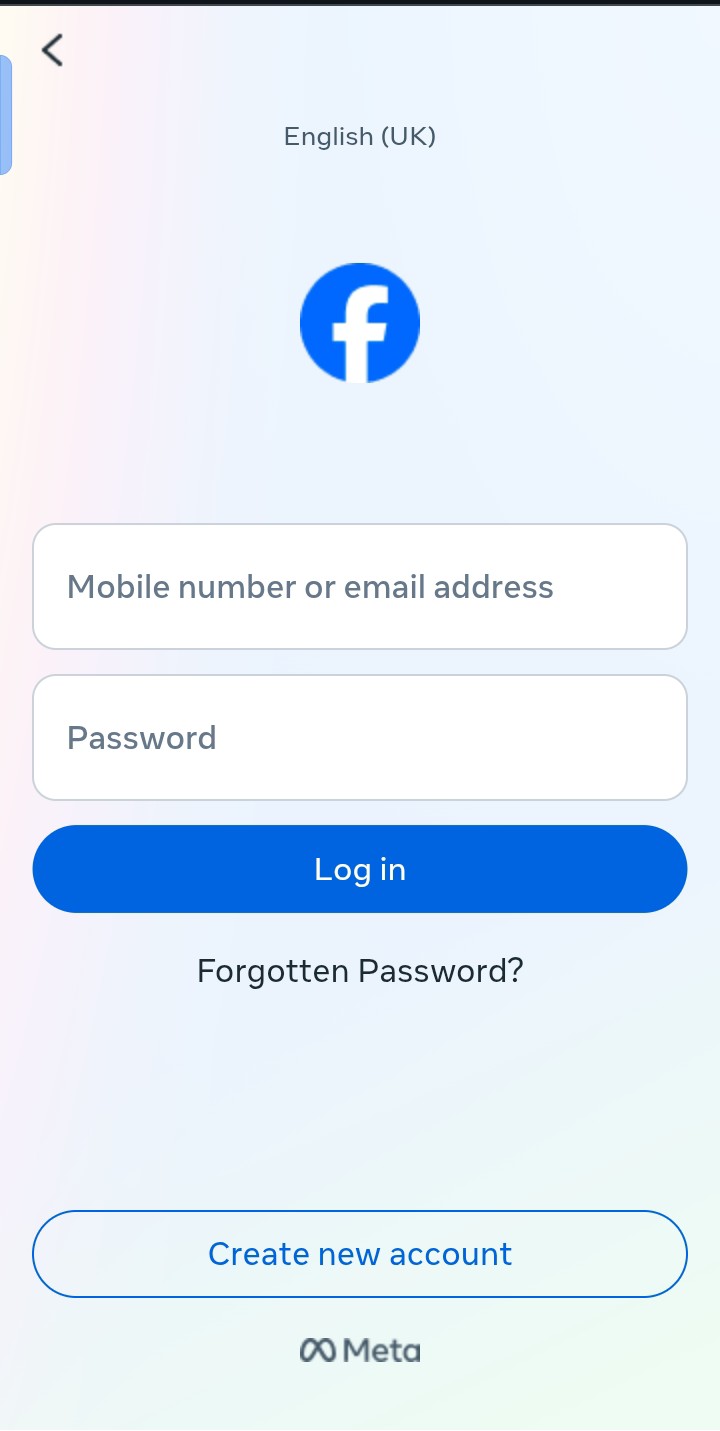 English (UK)
Mobile number or email address
Password
Log in
Forgotten Password?
Create new account
Meta